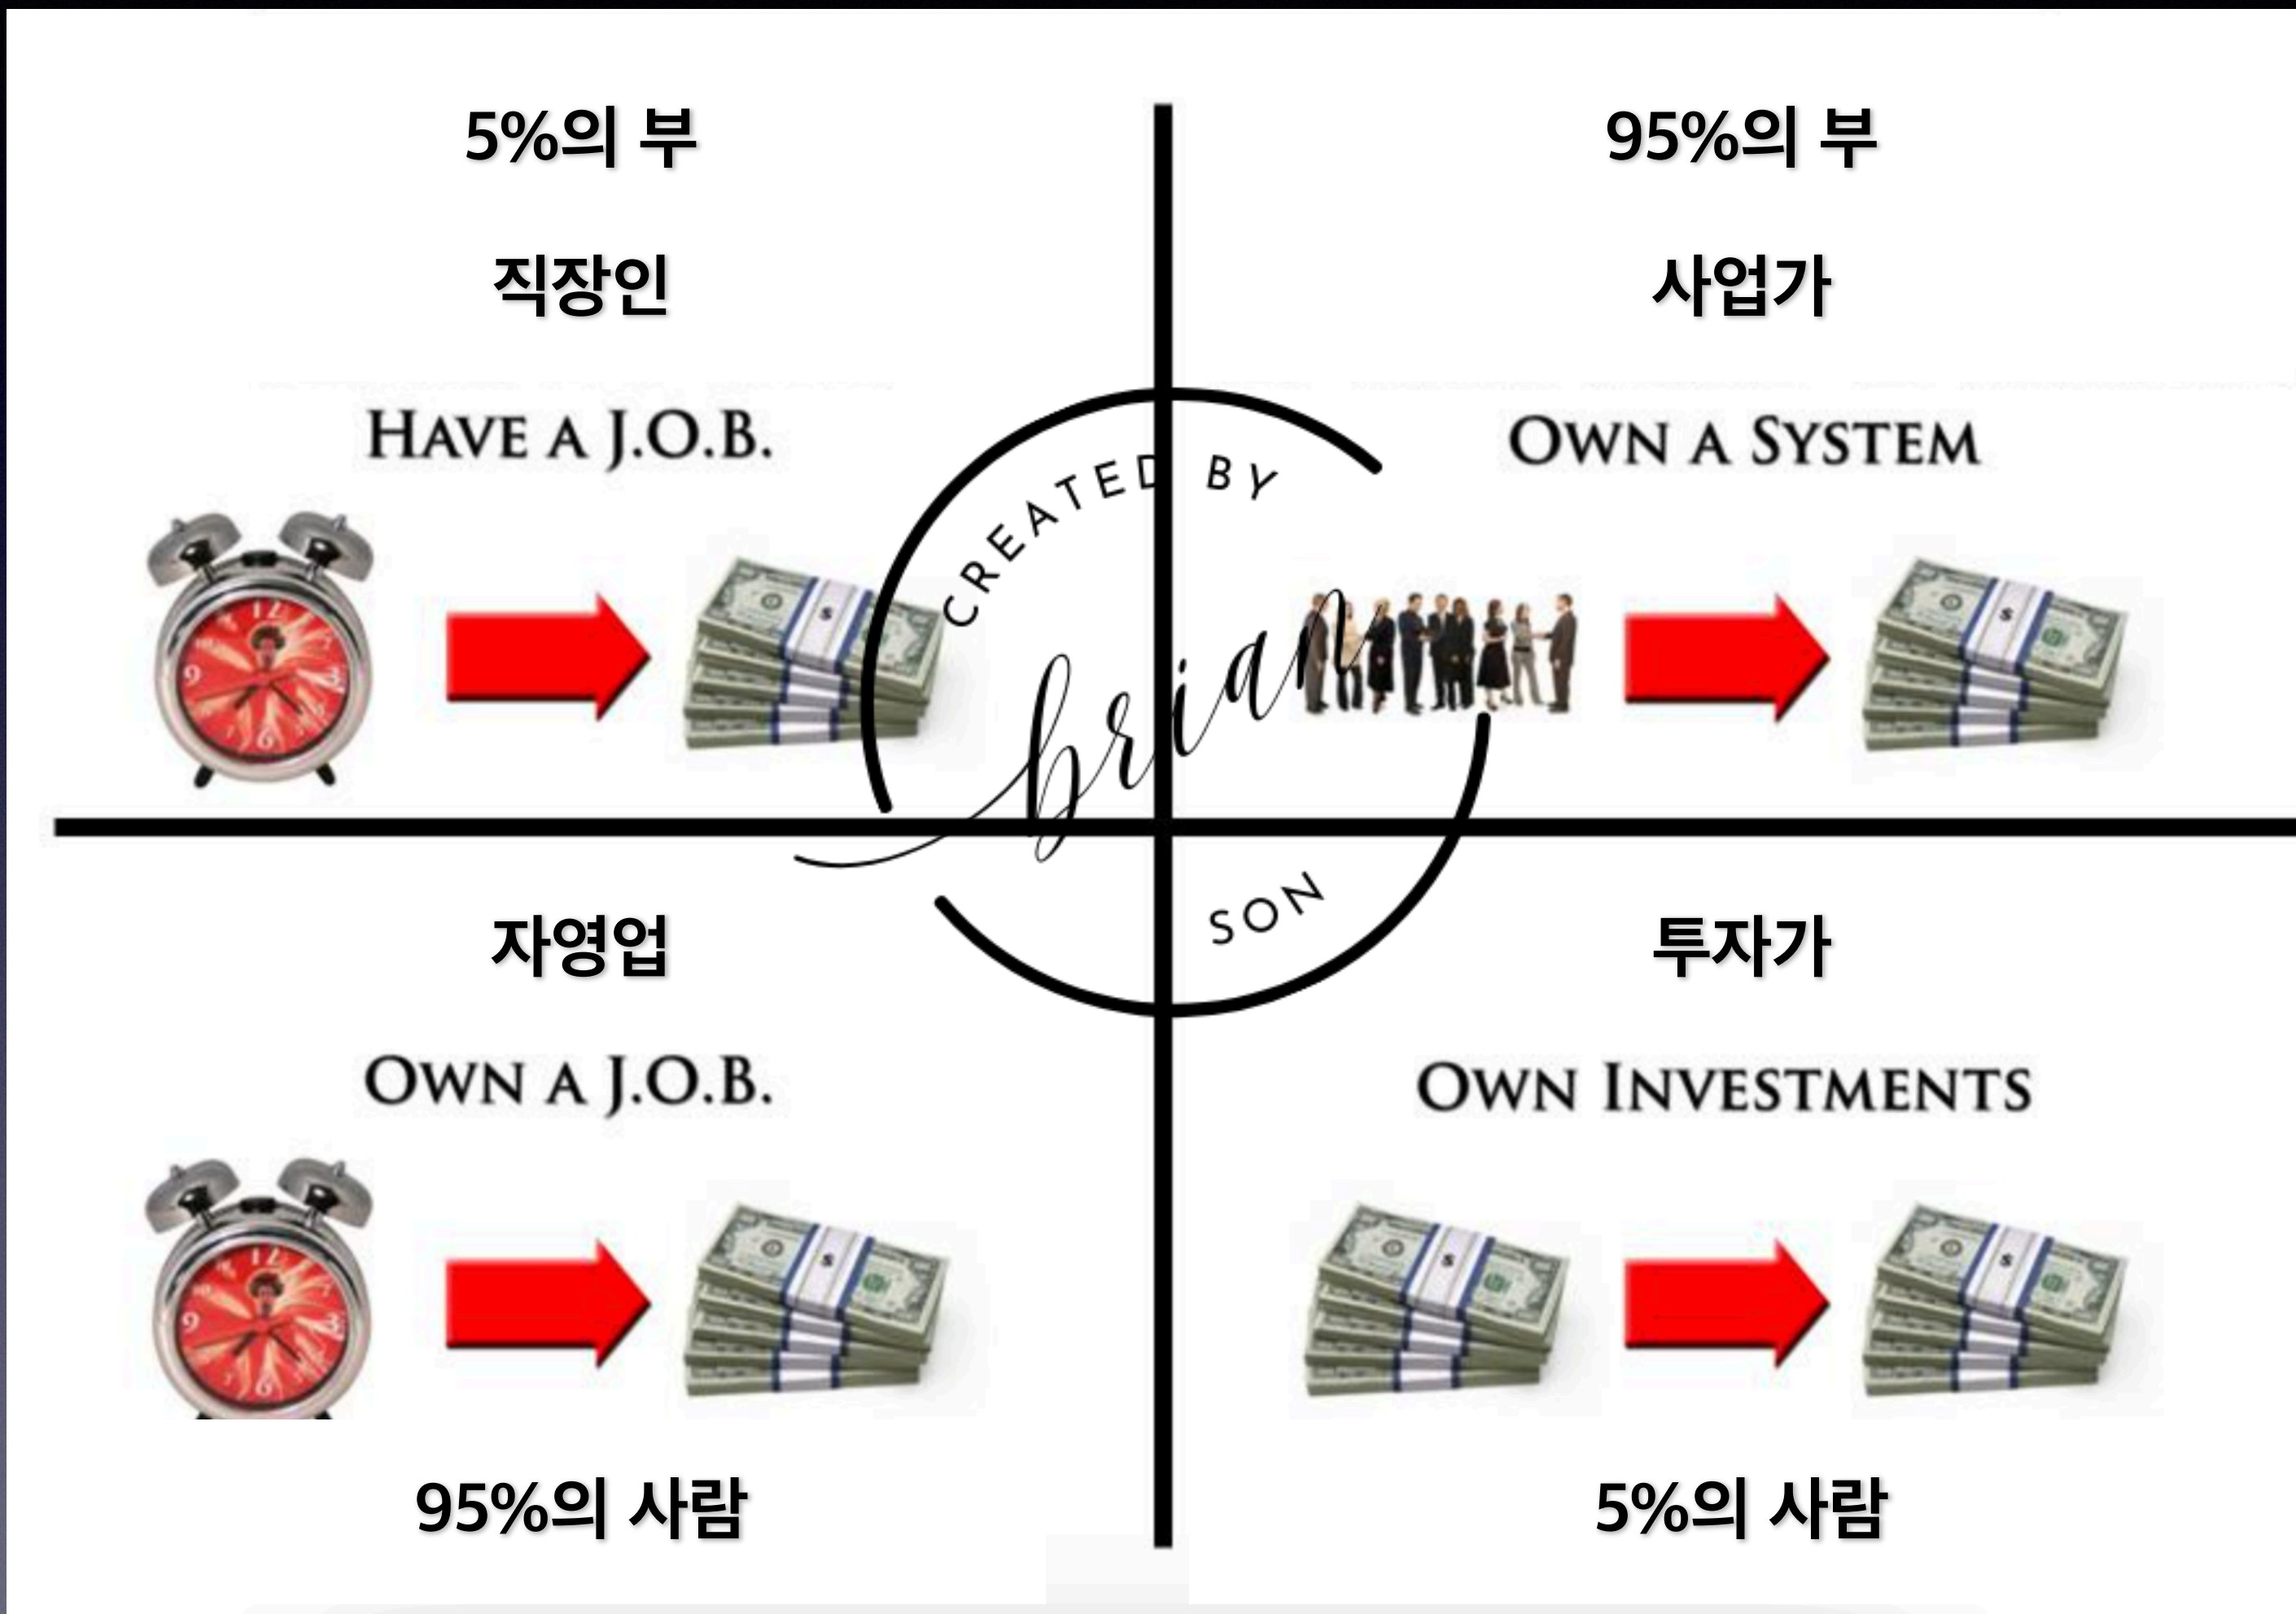 5%의 부
95%의 부
직장인
사업가
HAVE A J.O.B.
OWN A SYSTEM
CREATED BY
brian
SON
자영업
투자가
OWN A J.O.B.
OWN INVESTMENTS
95%의 사람
5%의 사람